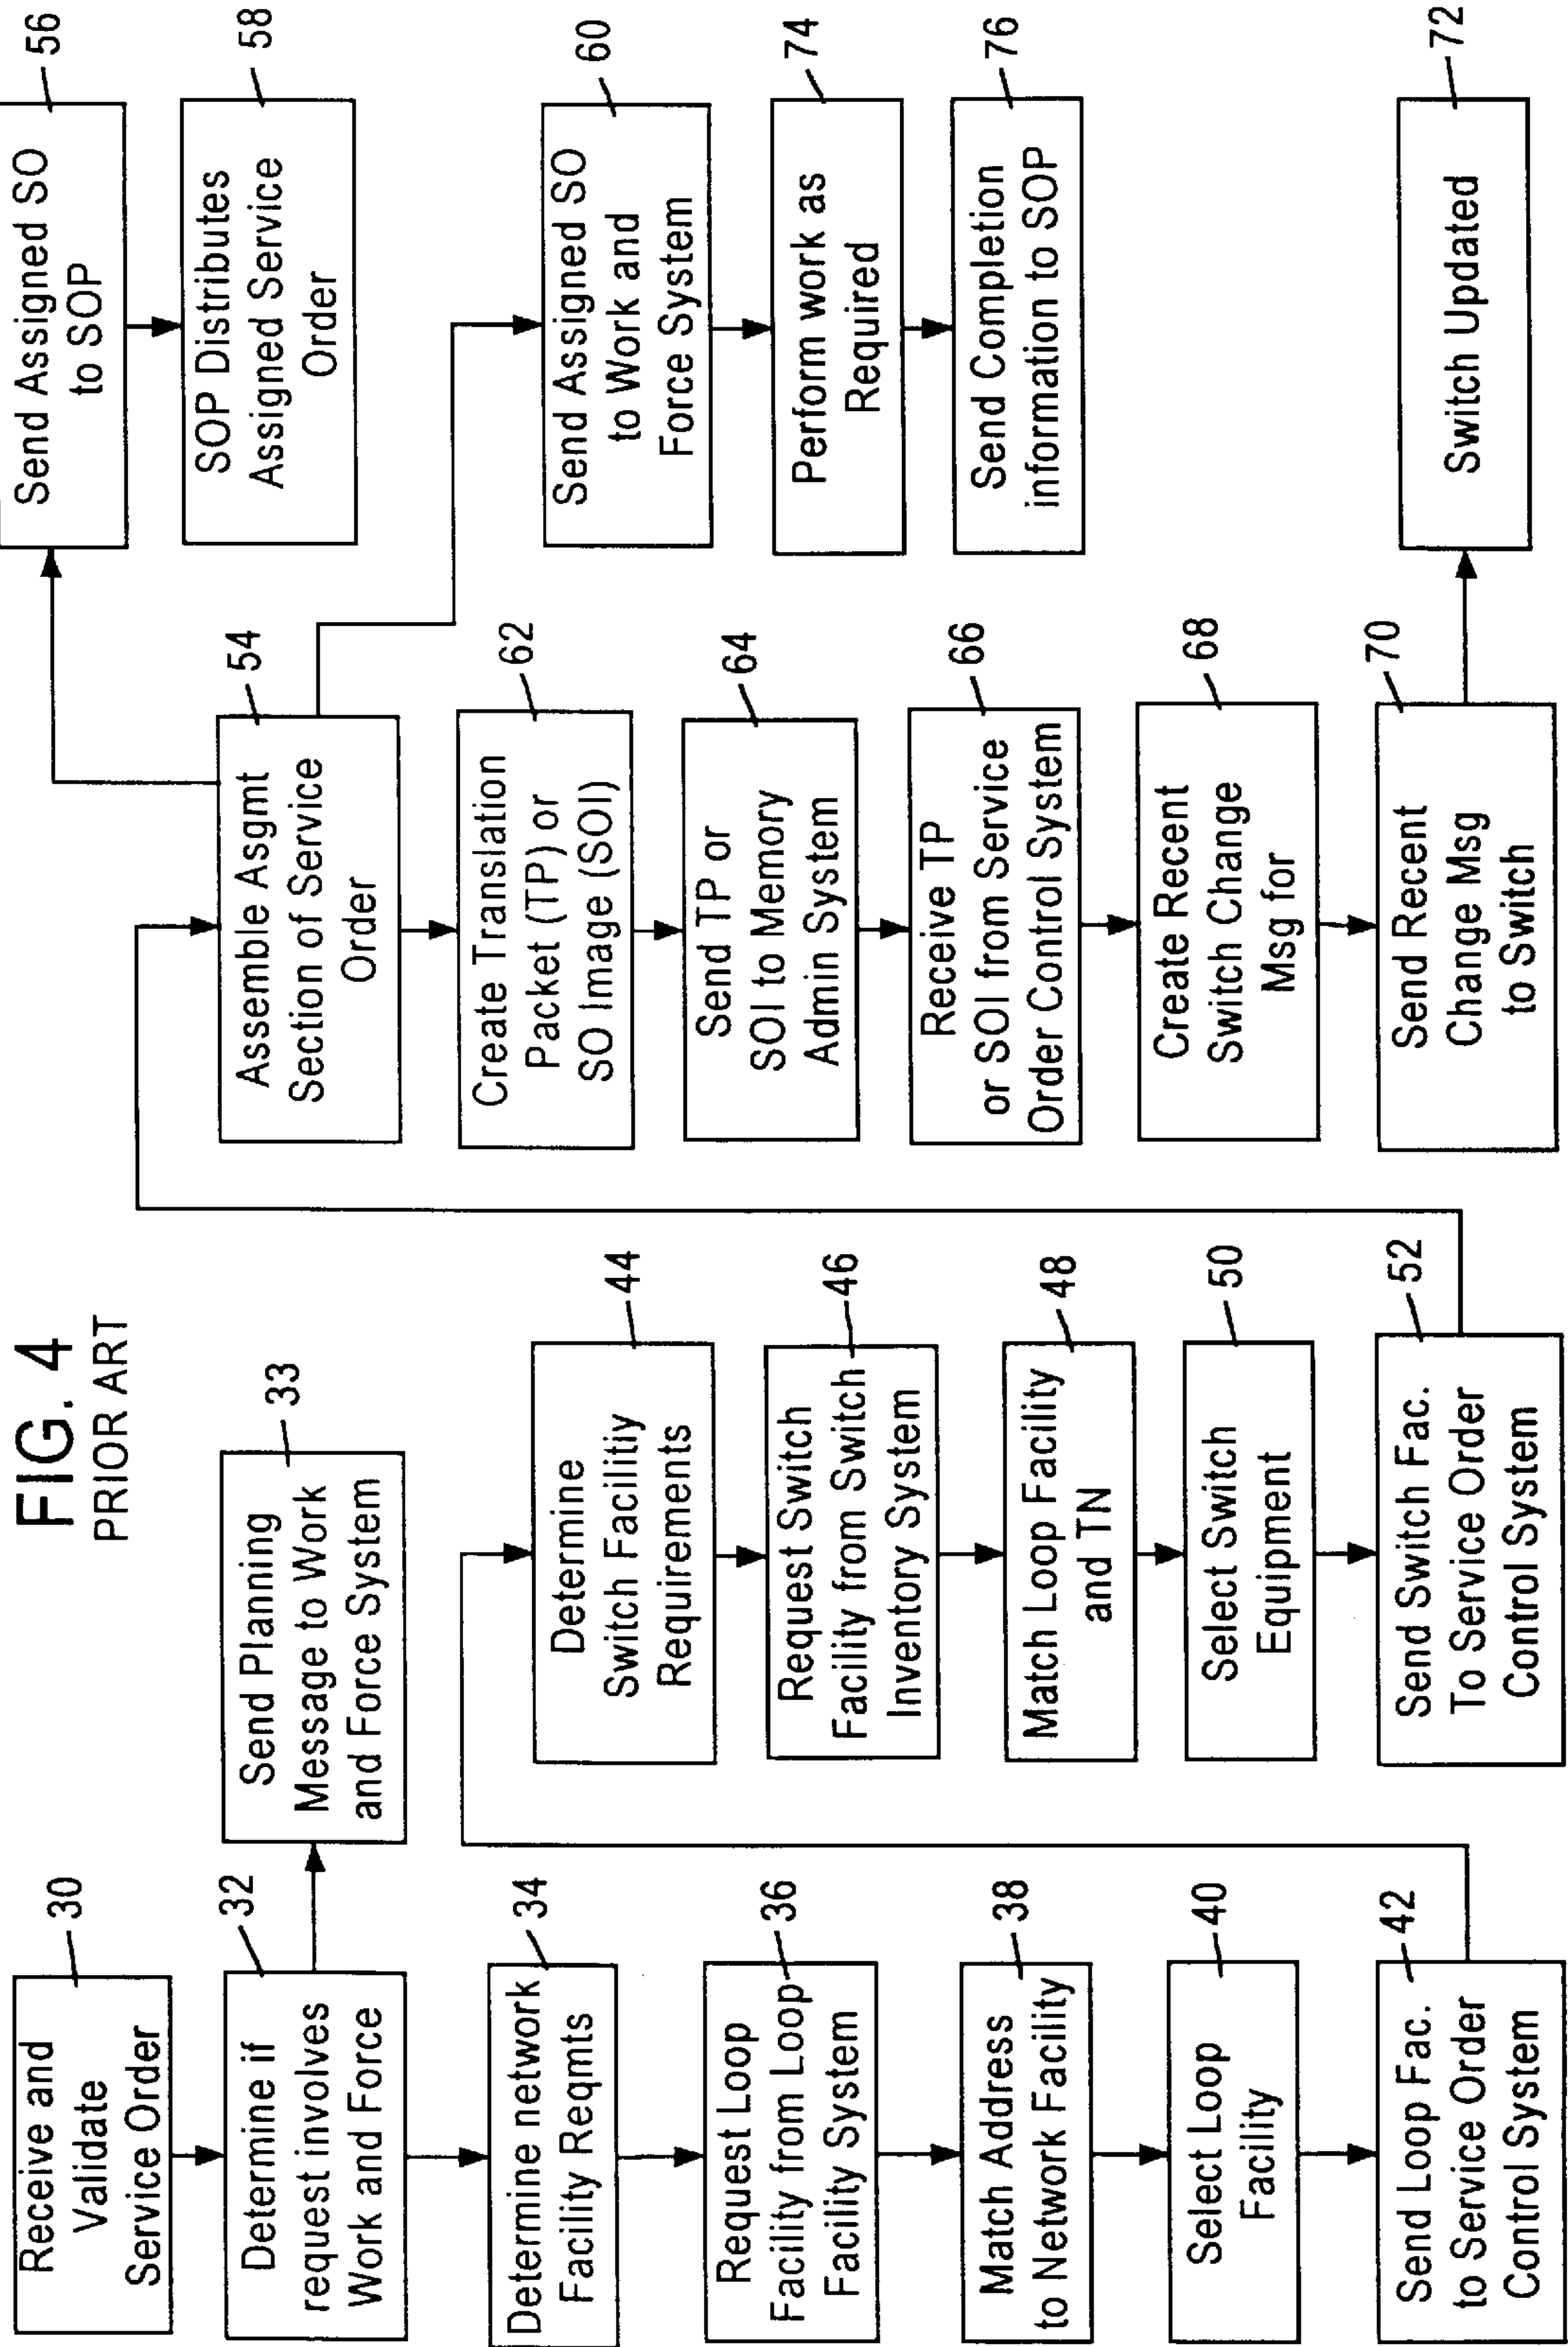 FIG. 4
PRIOR ART
Receive and
Validate
Service Order
30
Determine if
request involves
Work and Force
32
Send Planning
Message to Work
and Force System
33
Determine network
Facility Reqmts
34
Request Loop
Facility from Loop
Facility System
36
Match Address
to Network Facility
38
Select Loop
Facility
40
Send Loop Fac.
to Service Order
Control System
42
Determine
Switch Facilitiy
Requirements
44
Request Switch
Facility from Switch
Inventory System
46
Match Loop Facility
and TN
48
Select Switch
Equipment
50
Send Switch Fac.
To Service Order
Control System
52
Assemble Asgmt
Section of Service
Order
54
Create Translation
Packet (TP) or
SO Image (SOI)
62
Send TP or
SOI to Memory
Admin System
64
Receive TP
or SOI from Service
Order Control System
66
Create Recent
Switch Change
Msg for
68
Send Recent
Change Msg
to Switch
70
Send Assigned SO
to SOP
56
SOP Distributes
Assigned Service
Order
58
Send Assigned SO
to Work and
Force System
60
Perform work as
Required
74
Send Completion
information to SOP
76
Switch Updated
72